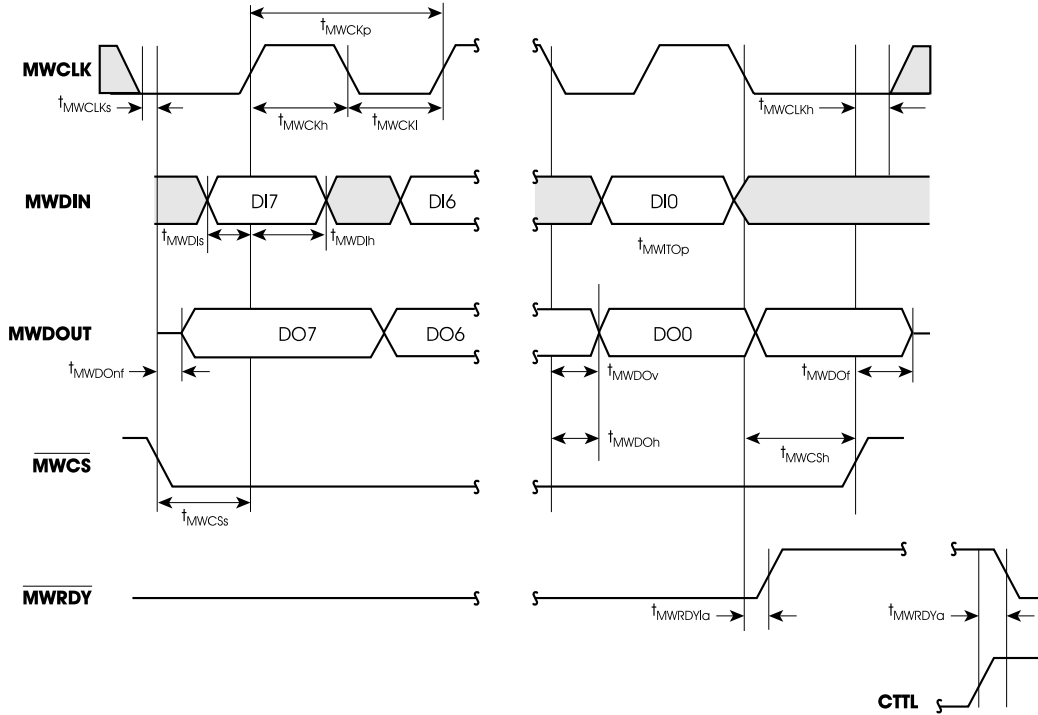 tMWCKp
MWCLK
tMWCLKs
tMWCKh
tMWCKl
tMWCLKh
MWDIN
DI7
DI6
DI0
tMWDIs
tMWDIh
tMWITOp
MWDOUT
DO7
DO6
DO0
tMWDOnf
tMWDOv
tMWDOf
MWCS
tMWDOh
tMWCSh
tMWCSs
MWRDY
tMWRDYIa
tMWRDYa
CTTL